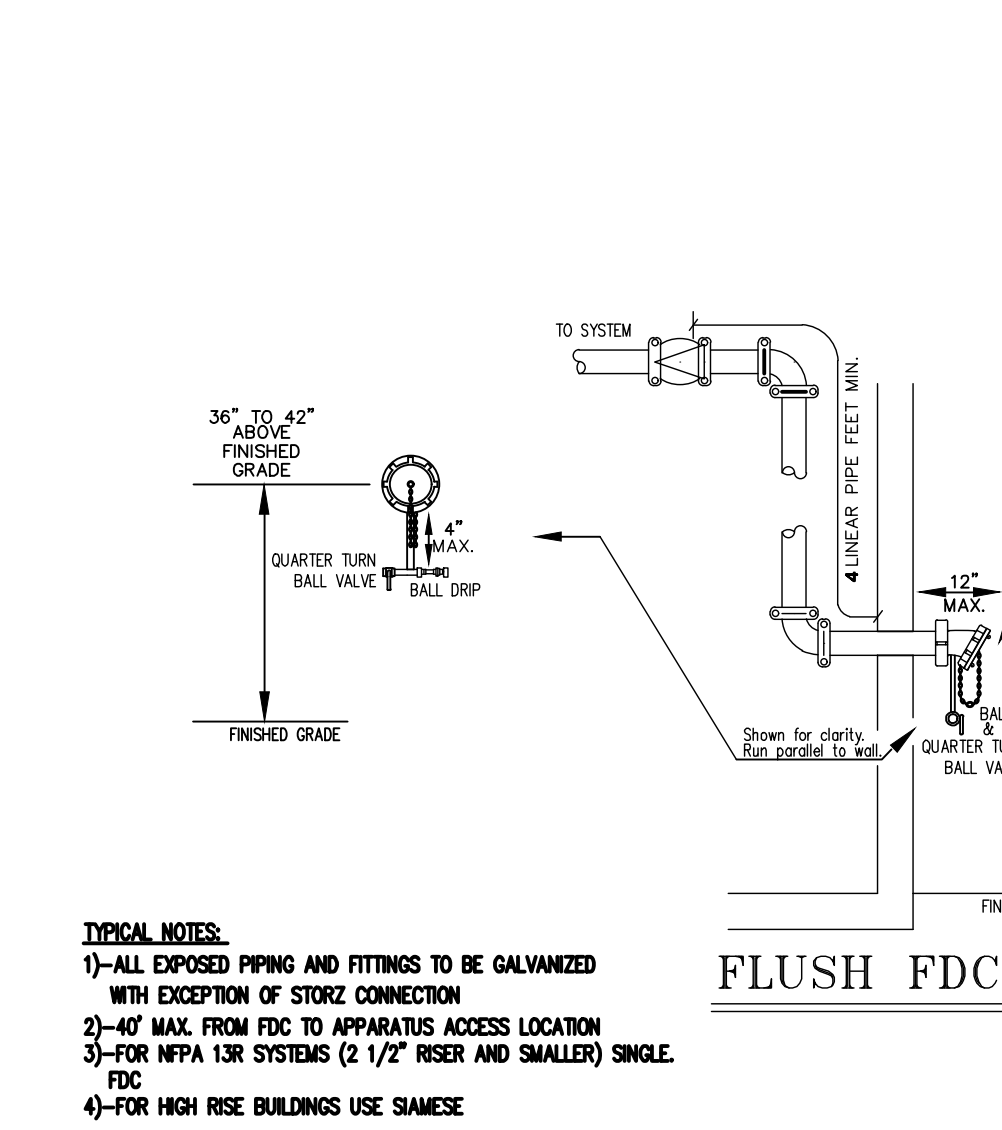 TO SYSTEM
4 LINEAR PIPE FEET MIN.
36" TO 42"
ABOVE
FINISHED
GRADE
4"
MAX.
QUARTER TURN
BALL VALVE
BALL DRIP
12"
MAX.
FINISHED GRADE
Shown for clarity.
Run parallel to wall.
BAL
&
QUARTER TU
BALL VA
FIN
TYPICAL NOTES:
1)-ALL EXPOSED PIPING AND FITTINGS TO BE GALVANIZED
WITH EXCEPTION OF STORZ CONNECTION
2)-40' MAX. FROM FDC TO APPARATUS ACCESS LOCATION
3)-FOR NFPA 13R SYSTEMS (2 1/2" RISER AND SMALLER) SINGLE.
FDC
4)-FOR HIGH RISE BUILDINGS USE SIAMESE
FLUSH FDC